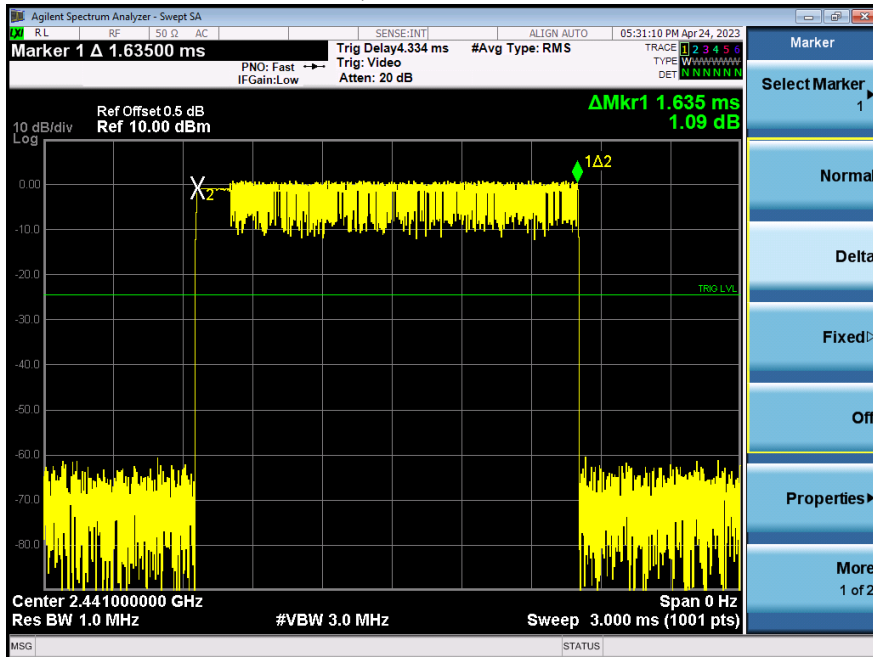 Agilent Spectrum Analyzer - Swept SA
LXI RL RF 50 Ω AC SENSE:INT ALIGN AUTO 05:31:10 PM Apr 24, 2023
Marker 1 Δ 1.63500 ms
PNO: Fast
IFGain:Low
Trig Delay4.334 ms
Trig: Video
Atten: 20 dB
#Avg Type: RMS
TRACE 1 2 3 4 5 6
TYPE WWWWWW
DET N N N N N N
ΔMkr1 1.635 ms
1.09 dB
Ref Offset 0.5 dB
10 dB/div Ref 10.00 dBm
Log
1Δ2
0.00
2
-10.0
-20.0
TRIG LVL
-30.0
-40.0
-50.0
-60.0
-70.0
-80.0
Center 2.441000000 GHz Span 0 Hz
Res BW 1.0 MHz #VBW 3.0 MHz Sweep 3.000 ms (1001 pts)
MSG STATUS
Marker
Select Marker
1
Normal
Delta
Fixed
Off
Properties
More
1 of 2